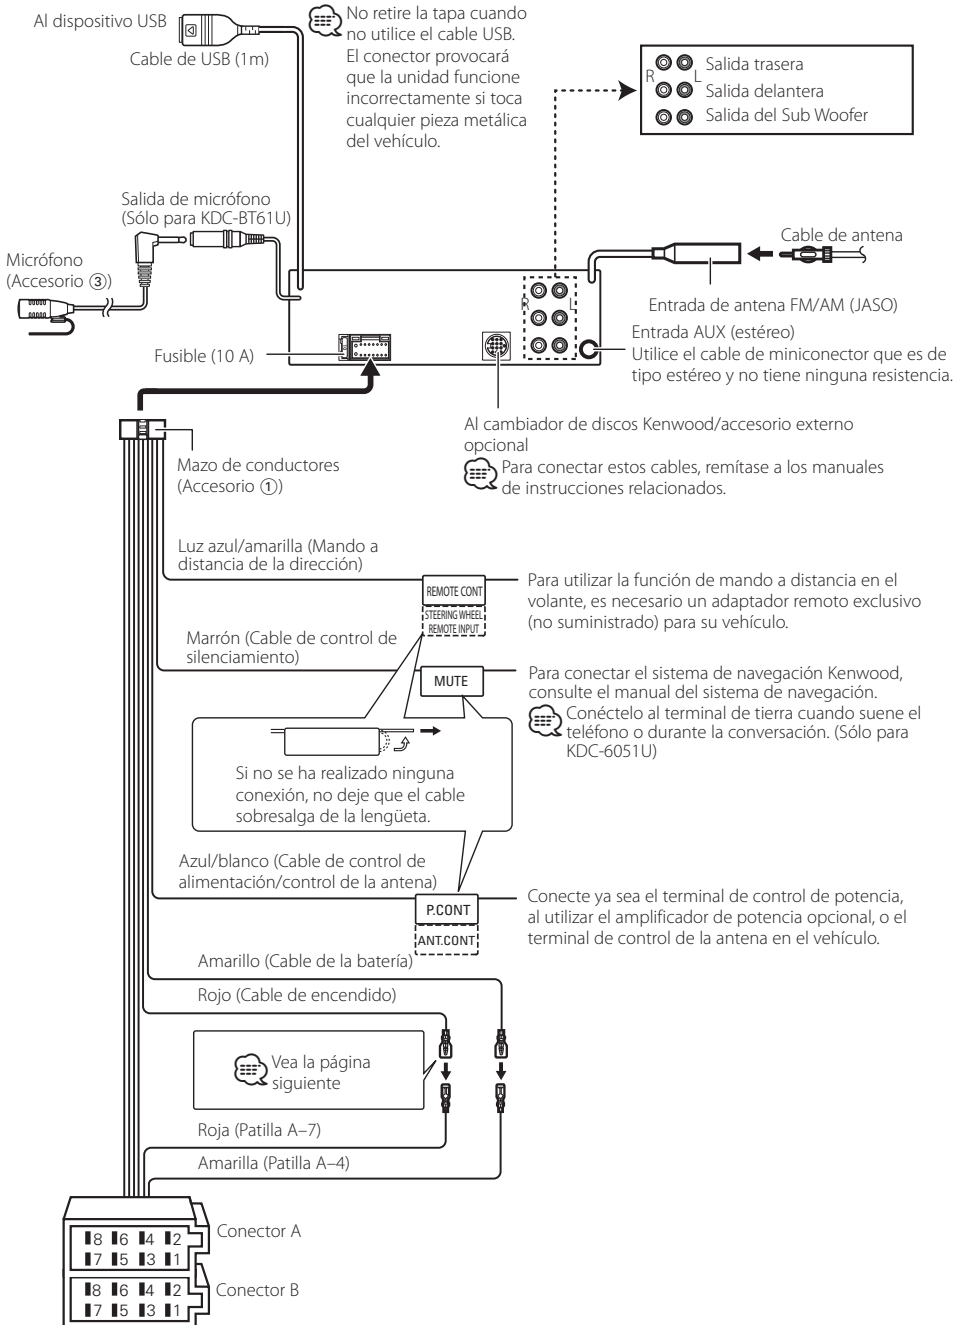 Al dispositivo USB
Cable de USB (1m)
No retire la tapa cuando
no utilice el cable USB.
El conector provocará
que la unidad funcione
incorrectamente si toca
cualquier pieza metálica
del vehículo.
R
L
Salida trasera
Salida delantera
Salida del Sub Woofer
Salida de micrófono
(Sólo para KDC-BT61U)
Micrófono
(Accesorio ③)
Cable de antena
Entrada de antena FM/AM (JASO)
R
L
Entrada AUX (estéreo)
Utilice el cable de miniconector que es de
tipo estéreo y no tiene ninguna resistencia.
Fusible (10 A)
Al cambiador de discos Kenwood/accesorio externo
opcional
Para conectar estos cables, remítase a los manuales
de instrucciones relacionados.
Mazo de conductores
(Accesorio ①)
Luz azul/amarilla (Mando a
distancia de la dirección)
REMOTE CONT
STEERING WHEEL
REMOTE INPUT
Para utilizar la función de mando a distancia en el
volante, es necesario un adaptador remoto exclusivo
(no suministrado) para su vehículo.
Marrón (Cable de control de
silenciamiento)
MUTE
Para conectar el sistema de navegación Kenwood,
consulte el manual del sistema de navegación.
Conéctelo al terminal de tierra cuando suene el
teléfono o durante la conversación. (Sólo para
KDC-6051U)
Si no se ha realizado ninguna
conexión, no deje que el cable
sobresalga de la lengüeta.
Azul/blanco (Cable de control de
alimentación/control de la antena)
P.CONT
ANT.CONT
Conecte ya sea el terminal de control de potencia,
al utilizar el amplificador de potencia opcional, o el
terminal de control de la antena en el vehículo.
Amarillo (Cable de la batería)
Rojo (Cable de encendido)
Vea la página
siguiente
Roja (Patilla A–7)
Amarilla (Patilla A–4)
Conector A
8 6 4 2
7 5 3 1
Conector B
8 6 4 2
7 5 3 1